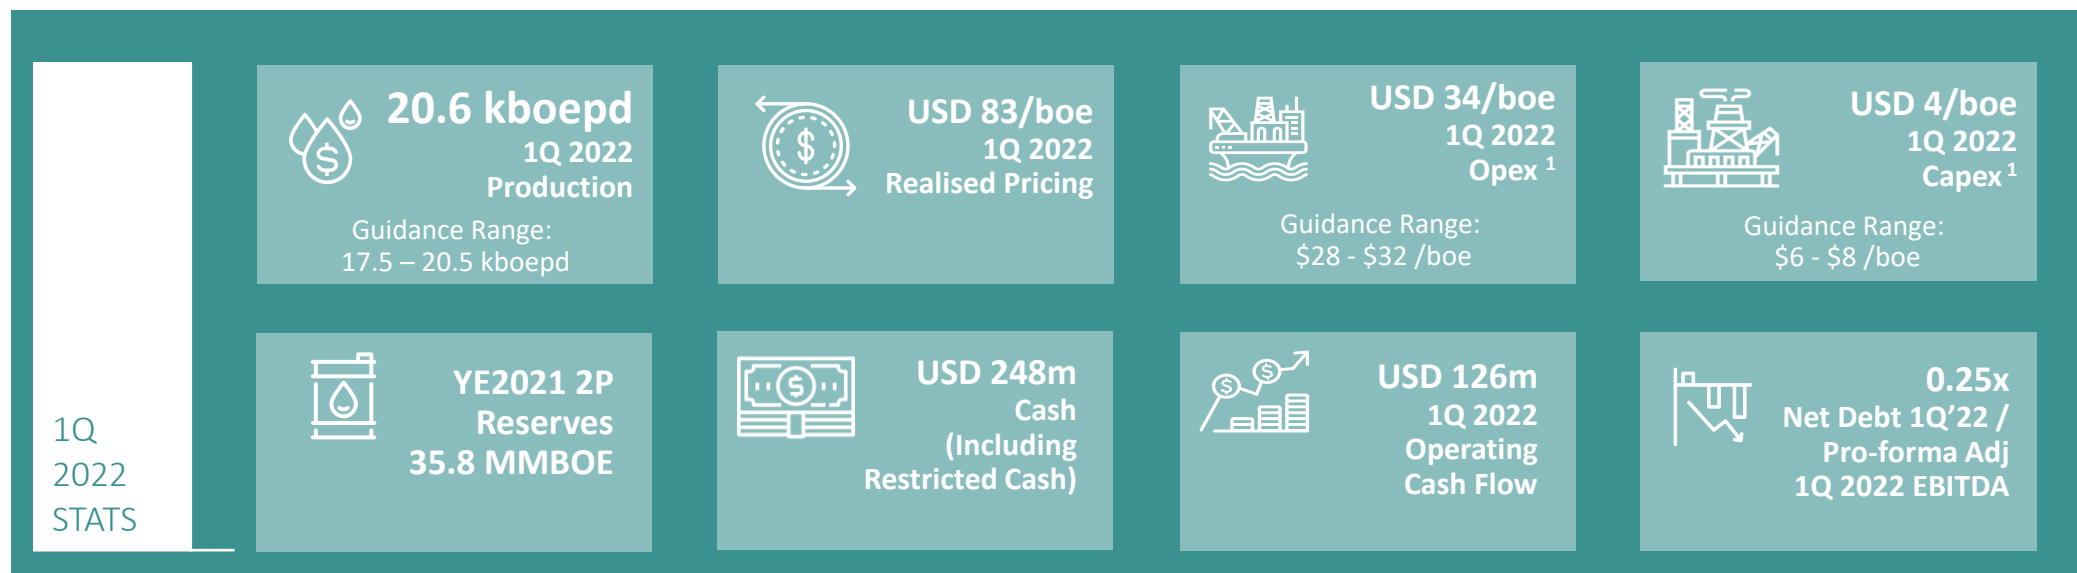 1Q
2022
STATS
20.6 kboepd
1Q 2022
Production
Guidance Range:
17.5 – 20.5 kboepd
USD 83/boe
1Q 2022
Realised Pricing
USD 34/boe
1Q 2022
Opex ¹
Guidance Range:
$28 - $32 /boe
USD 4/boe
1Q 2022
Capex ¹
Guidance Range:
$6 - $8 /boe
YE2021 2P
Reserves
35.8 MMBOE
USD 248m
Cash
(Including
Restricted Cash)
USD 126m
1Q 2022
Operating
Cash Flow
0.25x
Net Debt 1Q’22 /
Pro-forma Adj
1Q 2022 EBITDA